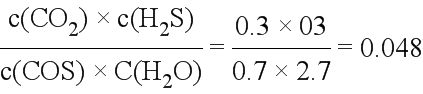 c(CO₂) × c(H₂S) / c(COS) × C(H₂O) = 0.3 × 03 / 0.7 × 2.7 = 0.048